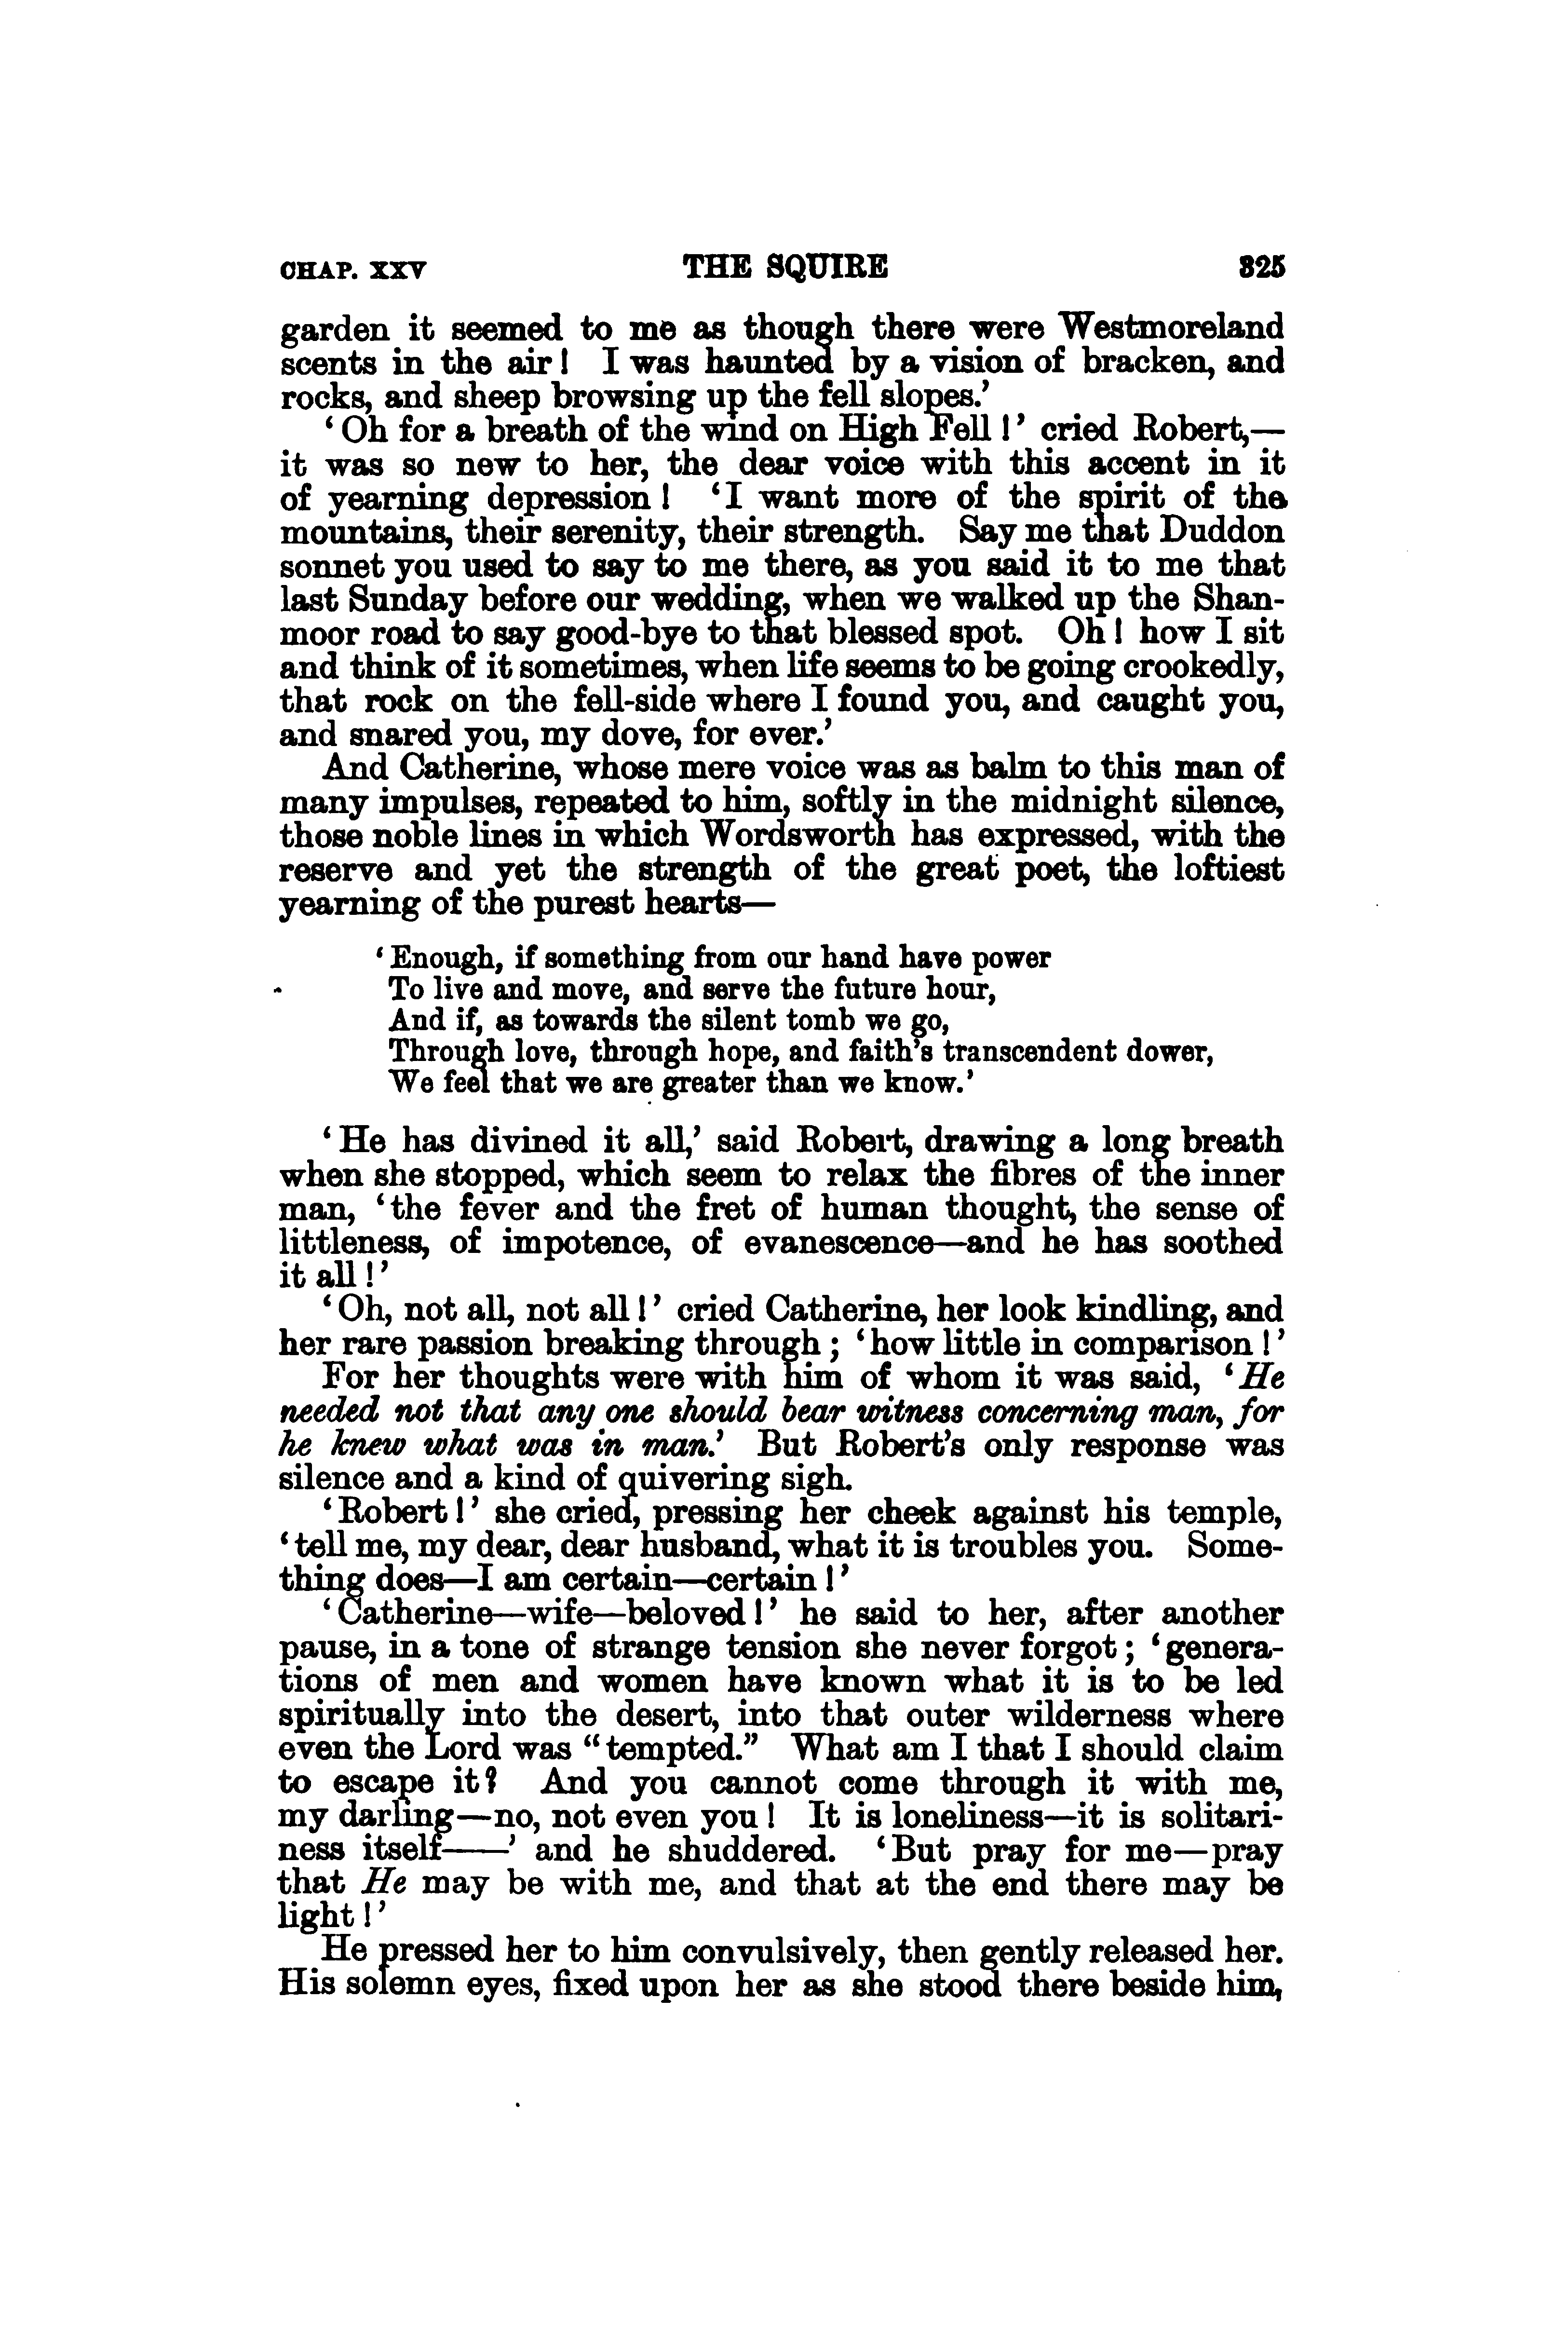 CHAP. XXV THE SQUIRE 325
garden it seemed to me as though there were Westmoreland
scents in the air! I was haunted by a vision of bracken, and
rocks, and sheep browsing up the fell slopes.’
‘Oh for a breath of the wind on High Fell!’ cried Robert,—
it was so new to her, the dear voice with this accent in it
of yearning depression! ‘I want more of the spirit of the
mountains, their serenity, their strength. Say me that Duddon
sonnet you used to say to me there, as you said it to me that
last Sunday before our wedding, when we walked up the Shan-
moor road to say good-bye to that blessed spot. Oh! how I sit
and think of it sometimes, when life seems to be going crookedly,
that rock on the fell-side where I found you, and caught you,
and snared you, my dove, for ever.’
And Catherine, whose mere voice was as balm to this man of
many impulses, repeated to him, softly in the midnight silence,
those noble lines in which Wordsworth has expressed, with the
reserve and yet the strength of the great poet, the loftiest
yearning of the purest hearts—
‘Enough, if something from our hand have power
To live and move, and serve the future hour,
And if, as towards the silent tomb we go,
Through love, through hope, and faith’s transcendent dower,
We feel that we are greater than we know.’
‘He has divined it all,’ said Robert, drawing a long breath
when she stopped, which seem to relax the fibres of the inner
man, ‘the fever and the fret of human thought, the sense of
littleness, of impotence, of evanescence—and he has soothed
it all!’
‘Oh, not all, not all!’ cried Catherine, her look kindling, and
her rare passion breaking through; ‘how little in comparison!’
For her thoughts were with him of whom it was said, ‘He
needed not that any one should bear witness concerning man, for
he knew what was in man.’ But Robert’s only response was
silence and a kind of quivering sigh.
‘Robert!’ she cried, pressing her cheek against his temple,
‘tell me, my dear, dear husband, what it is troubles you. Some-
thing does—I am certain—certain!’
‘Catherine—wife—beloved!’ he said to her, after another
pause, in a tone of strange tension she never forgot; ‘genera-
tions of men and women have known what it is to be led
spiritually into the desert, into that outer wilderness where
even the Lord was “tempted.” What am I that I should claim
to escape it? And you cannot come through it with me,
my darling—no, not even you! It is loneliness—it is solitari-
ness itself——’ and he shuddered. ‘But pray for me—pray
that He may be with me, and that at the end there may be
light!’
He pressed her to him convulsively, then gently released her.
His solemn eyes, fixed upon her as she stood there beside him,